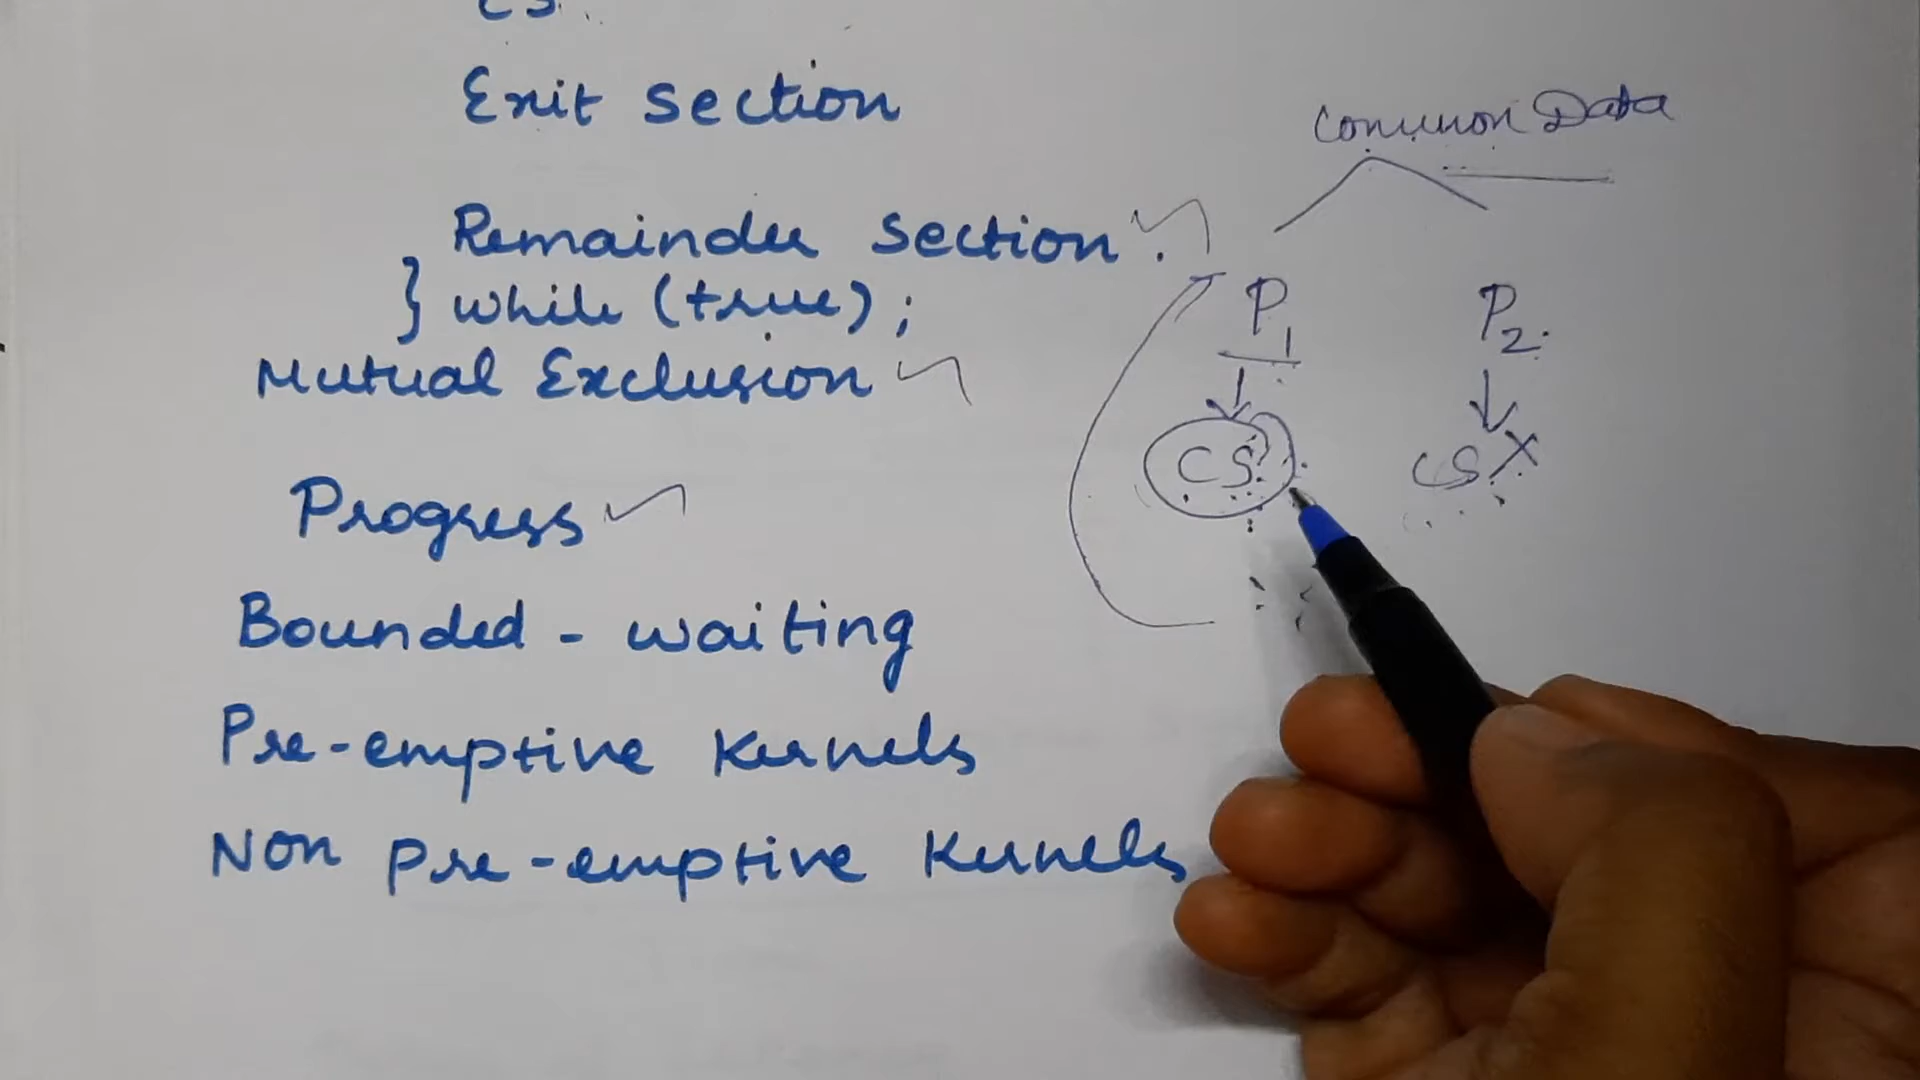 CS.
Exit section
Remainder section.
} while (true);
Mutual Exclusion
Progress
Bounded - waiting
Pre-emptive Kernels
Non pre-emptive Kernels
Common Data
P1 P2
CS CS X